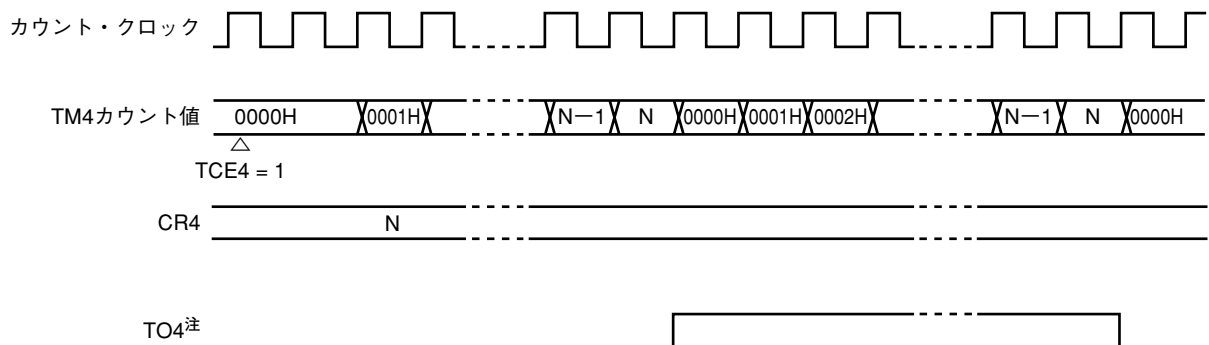 カウント・クロック
TM4カウント値 0000H 0001H N－1 N 0000H 0001H 0002H N－1 N 0000H
△
TCE4 = 1
CR4 N
TO4注